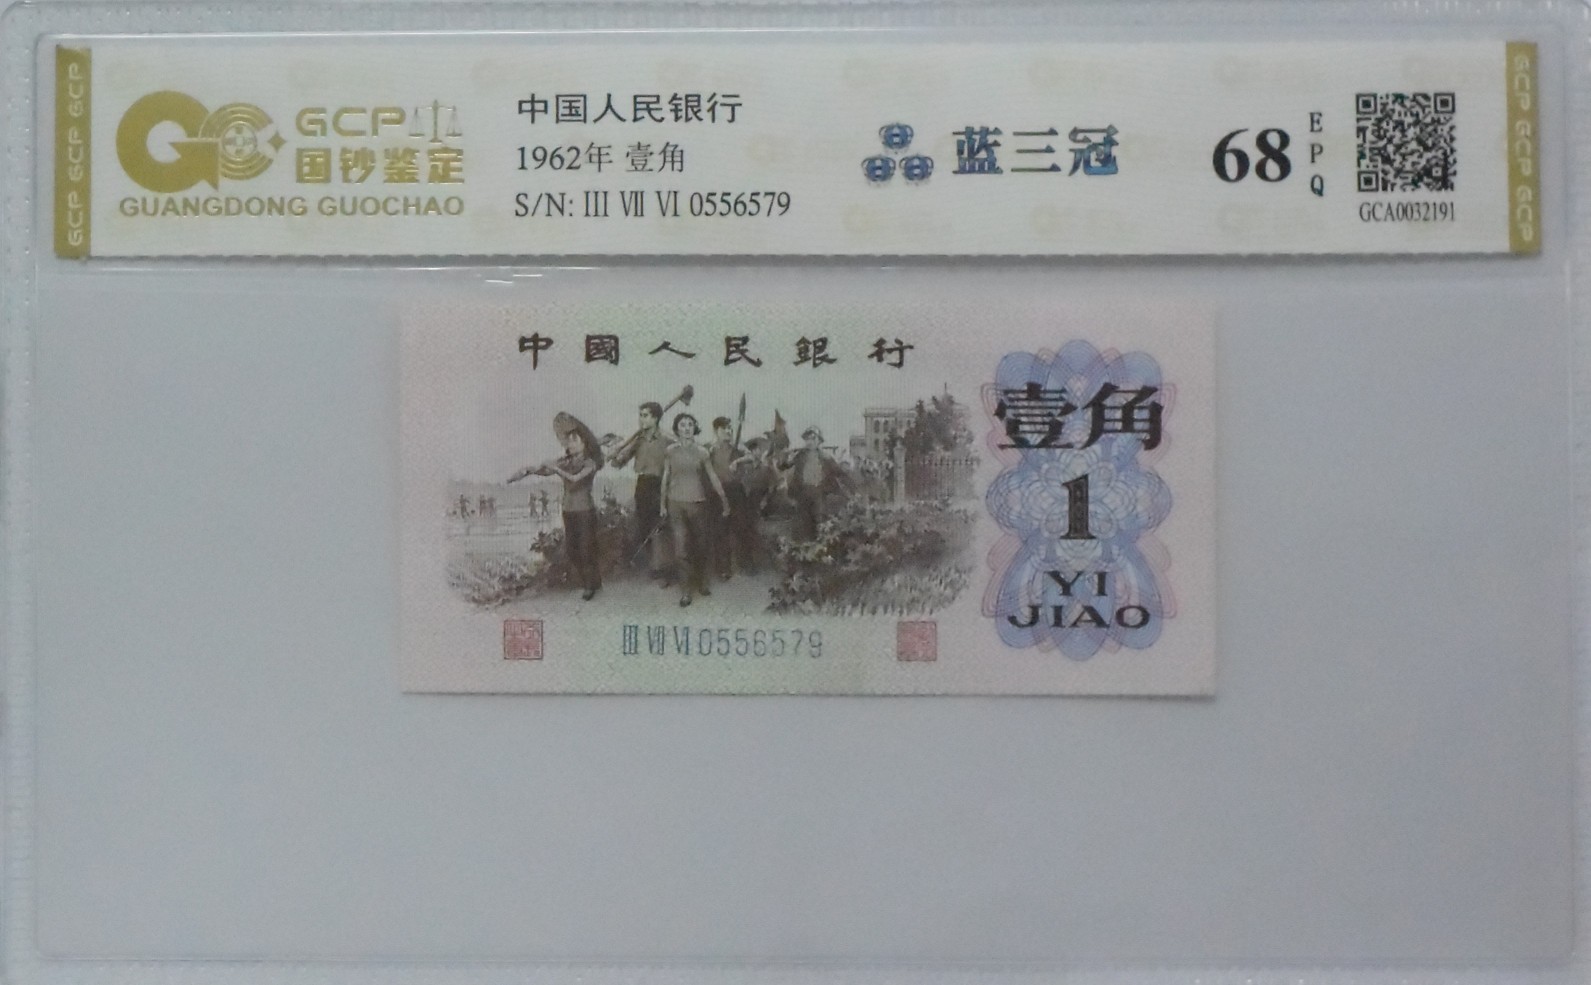 GCP GCP GCP
GCP
国钞鉴定
GUANGDONG GUOCHAO
中国人民银行
1962年 壹角
S/N: III VII VI 0556579
蓝三冠
68
EPQ
GCA0032191
GCP GCP GCP
中國人民銀行
壹角
1
YI
JIAO
III VII VI 0556579